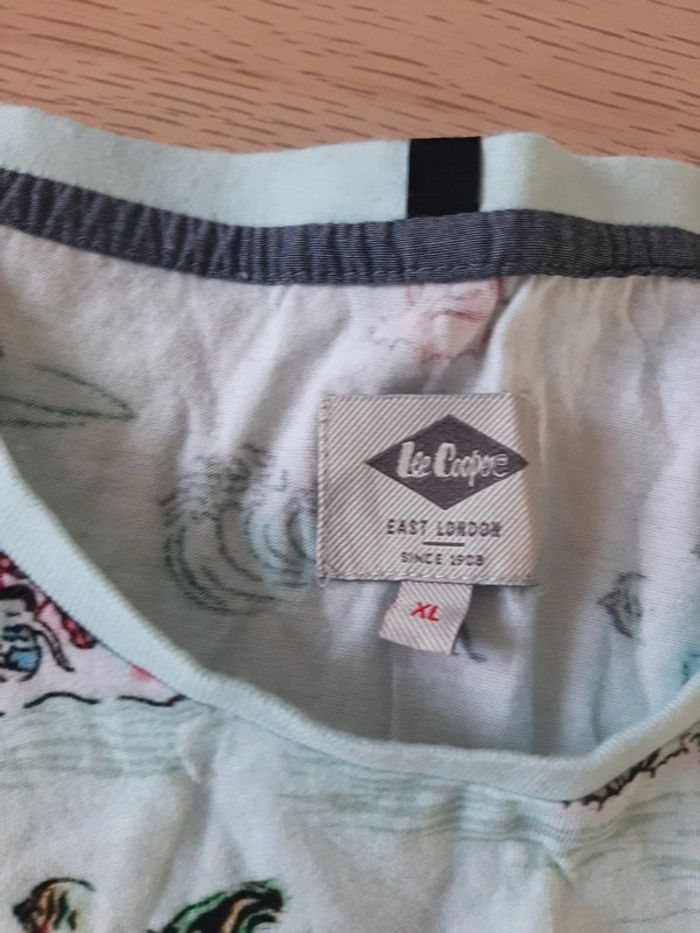 Lee Cooper
EAST LONDON
SINCE 1908
XL